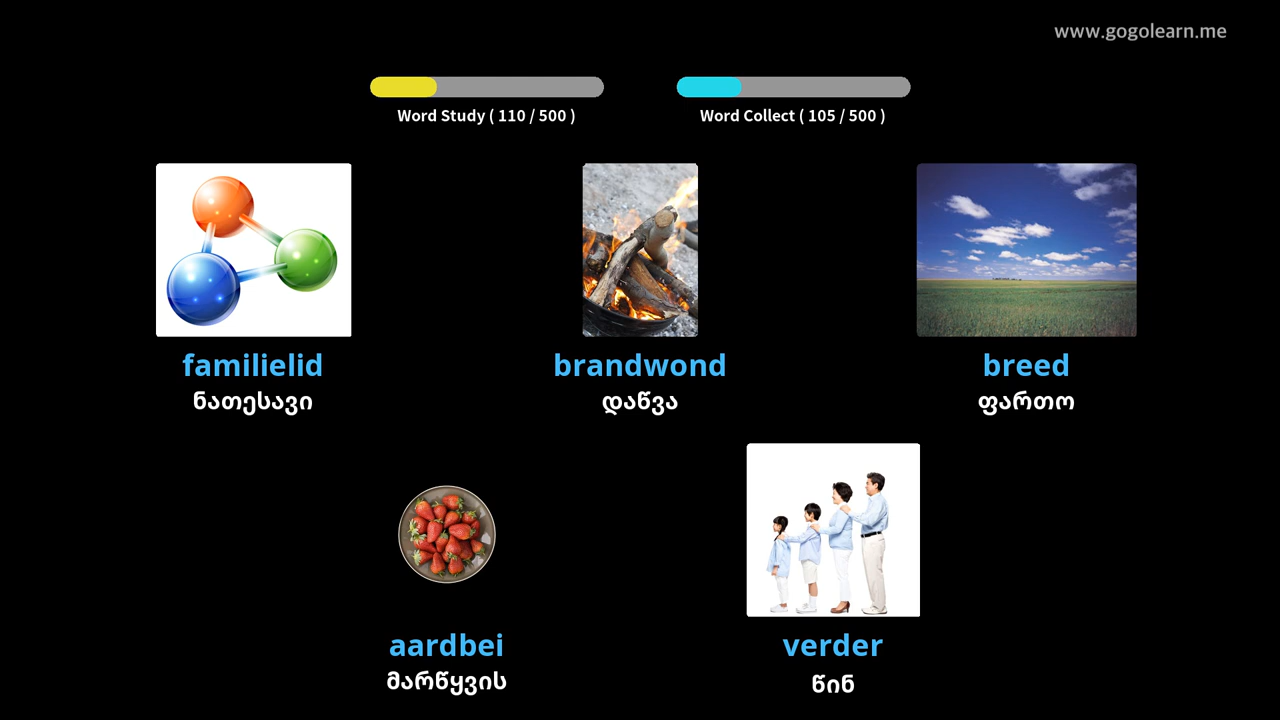 www.gogolearn.me
Word Study ( 110 / 500 )
Word Collect ( 105 / 500 )
familielid
ნათესავი
brandwond
დაწვა
breed
ფართო
aardbei
მარწყვის
verder
წინ